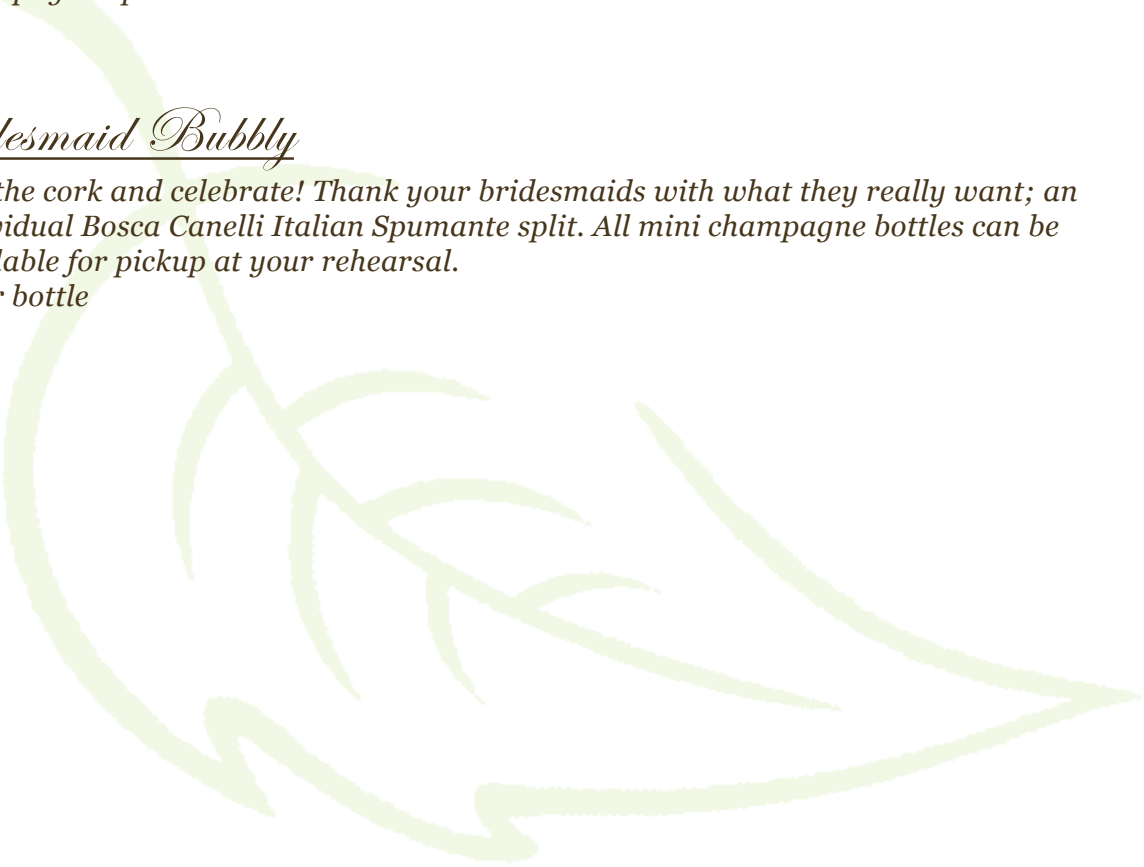 desmaid Bubbly
the cork and celebrate! Thank your bridesmaids with what they really want; an
vidual Bosca Canelli Italian Spumante split. All mini champagne bottles can be
lable for pickup at your rehearsal.
r bottle